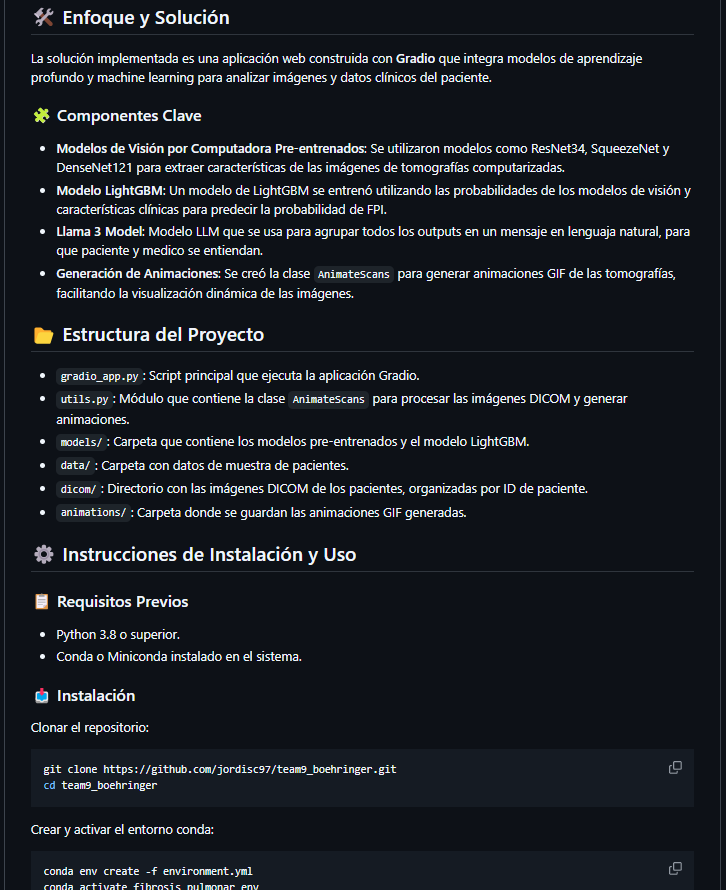 🛠 Enfoque y Solución
La solución implementada es una aplicación web construida con Gradio que integra modelos de aprendizaje
profundo y machine learning para analizar imágenes y datos clínicos del paciente.
🧩 Componentes Clave
• Modelos de Visión por Computadora Pre-entrenados: Se utilizaron modelos como ResNet34, SqueezeNet y
DenseNet121 para extraer características de las imágenes de tomografías computarizadas.
• Modelo LightGBM: Un modelo de LightGBM se entrenó utilizando las probabilidades de los modelos de visión y
características clínicas para predecir la probabilidad de FPI.
• Llama 3 Model: Modelo LLM que se usa para agrupar todos los outputs en un mensaje en lenguaja natural, para
que paciente y medico se entiendan.
• Generación de Animaciones: Se creó la clase AnimateScans para generar animaciones GIF de las tomografías,
facilitando la visualización dinámica de las imágenes.
📂 Estructura del Proyecto
• gradio_app.py: Script principal que ejecuta la aplicación Gradio.
• utils.py: Módulo que contiene la clase AnimateScans para procesar las imágenes DICOM y generar
animaciones.
• models/: Carpeta que contiene los modelos pre-entrenados y el modelo LightGBM.
• data/: Carpeta con datos de muestra de pacientes.
• dicom/: Directorio con las imágenes DICOM de los pacientes, organizadas por ID de paciente.
• animations/: Carpeta donde se guardan las animaciones GIF generadas.
⚙️ Instrucciones de Instalación y Uso
📋 Requisitos Previos
• Python 3.8 o superior.
• Conda o Miniconda instalado en el sistema.
📥 Instalación
Clonar el repositorio:
git clone https://github.com/jordisc97/team9_boehringer.git
cd team9_boehringer
Crear y activar el entorno conda:
conda env create -f environment.yml
conda activate fibrosis_pulmonar_env